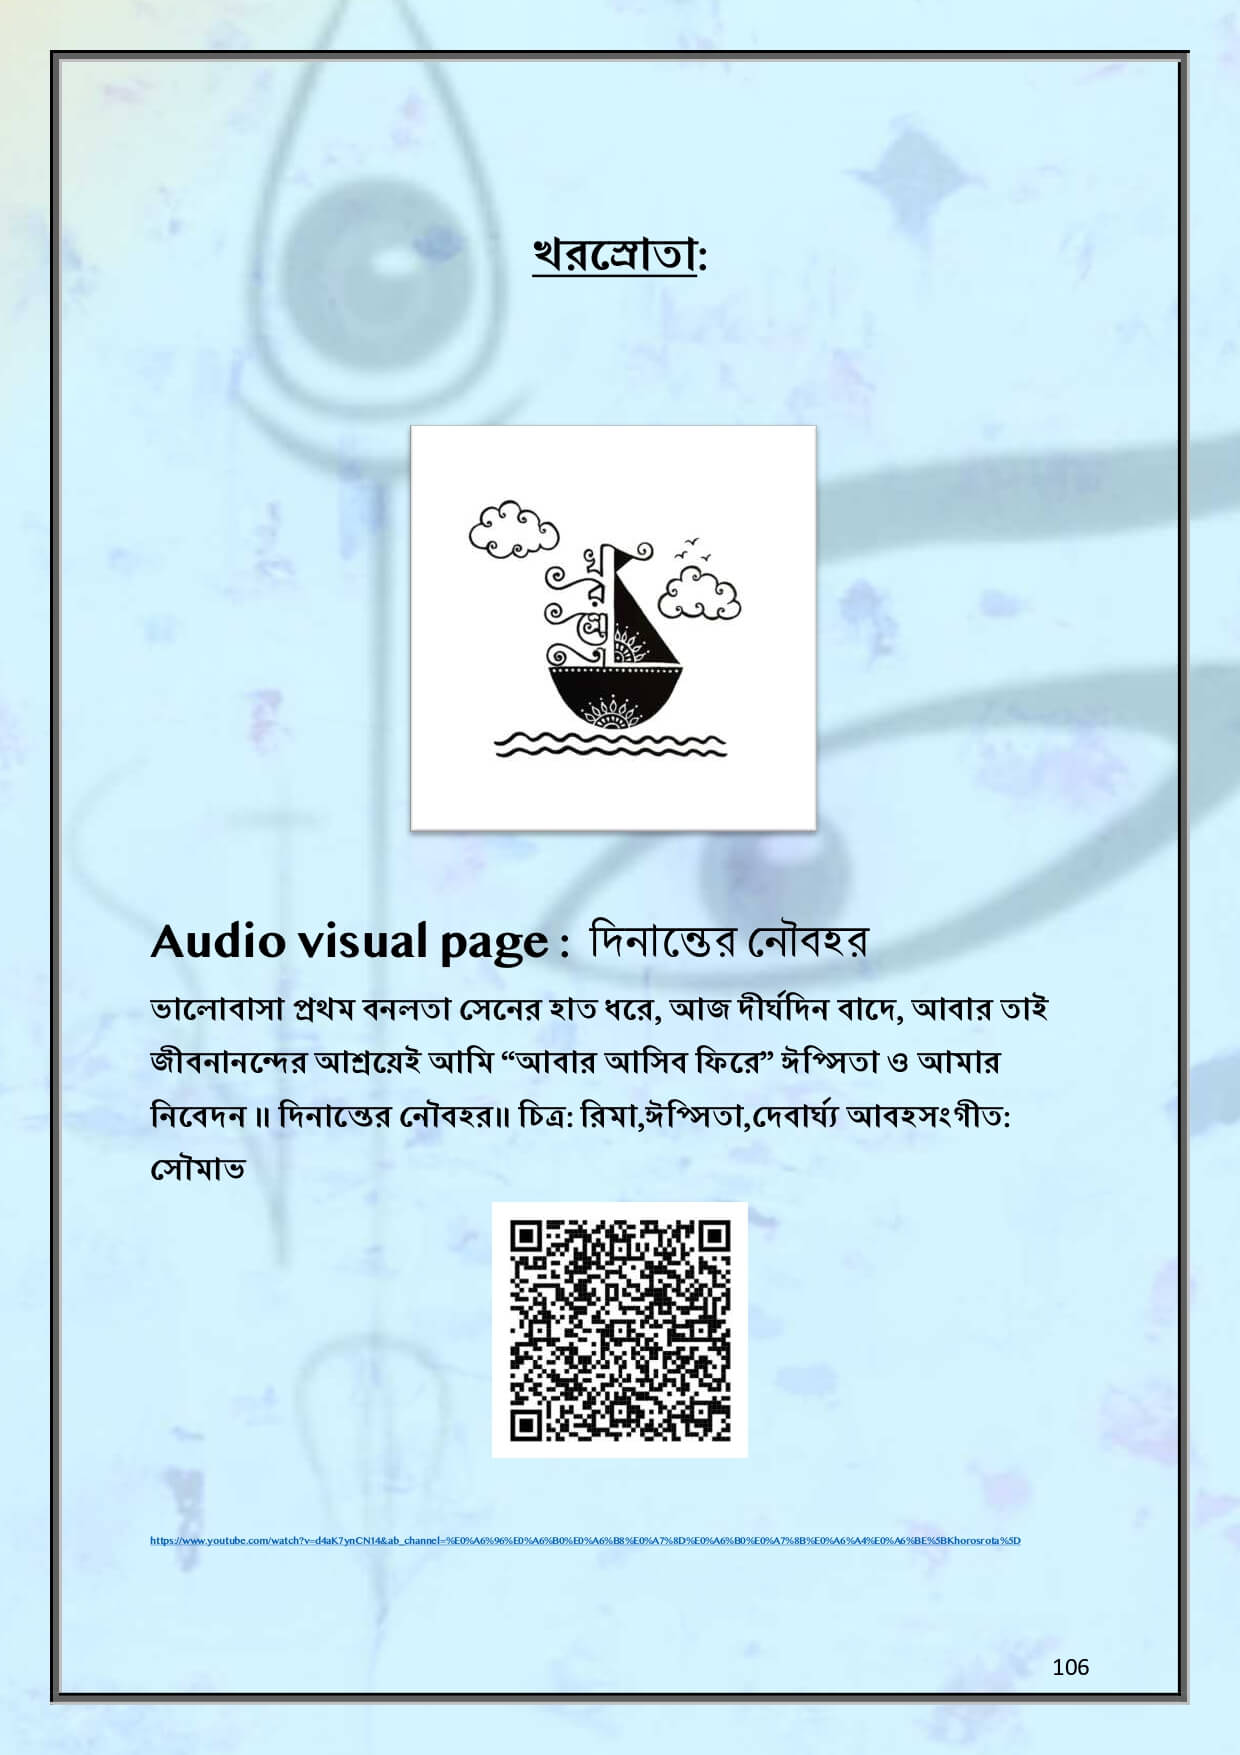 খরস্রোতা:
খরস্রোতা
Audio visual page : দিনান্তের নৌবহর
ভালোবাসা প্রথম বনলতা সেনের হাত ধরে, আজ দীর্ঘদিন বাদে, আবার তাই
জীবনানন্দের আশ্রয়েই আমি “আবার আসিব ফিরে” ঈপ্সিতা ও আমার
নিবেদন ॥ দিনান্তের নৌবহর॥ চিত্র: রিমা,ঈপ্সিতা,দেবার্ঘ্য আবহসংগীত:
সৌমাভ
https://www.youtube.com/watch?v=d4aK7ynCN14&ab_channel=%E0%A6%96%E0%A6%B0%E0%A6%B8%E0%A7%8D%E0%A6%B0%E0%A7%8B%E0%A6%A4%E0%A6%BE%5BKhorosrota%5D
106